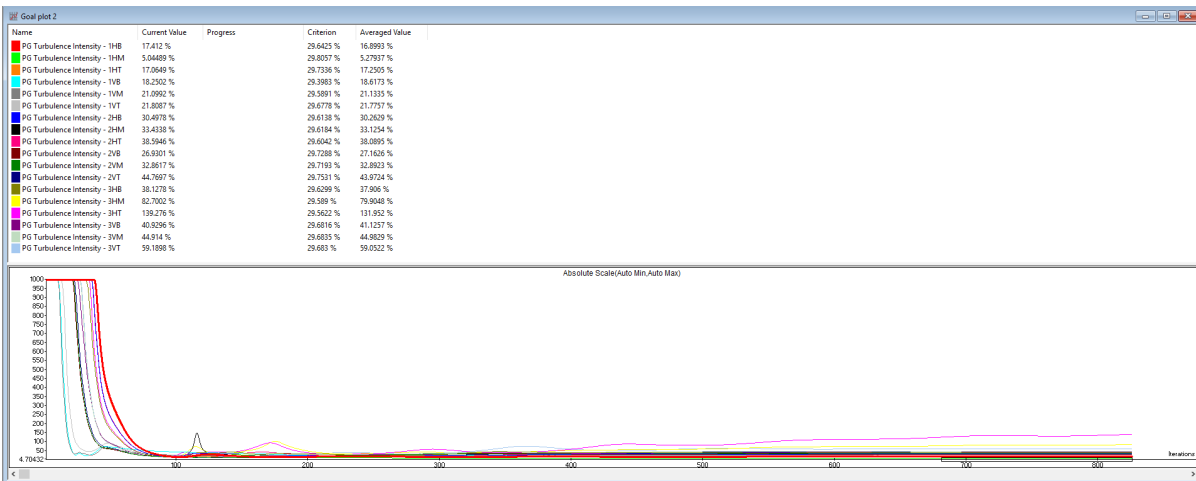 Goal plot 2
Name Current Value Progress Criterion Averaged Value
PG Turbulence Intensity - 1HB 17.412 % 29.6425 % 16.8993 %
PG Turbulence Intensity - 1HM 5.04489 % 29.8057 % 5.27937 %
PG Turbulence Intensity - 1HT 17.0649 % 29.7336 % 17.2505 %
PG Turbulence Intensity - 1VB 18.2502 % 29.3983 % 18.6173 %
PG Turbulence Intensity - 1VM 21.0992 % 29.5891 % 21.1335 %
PG Turbulence Intensity - 1VT 21.8087 % 29.6778 % 21.7757 %
PG Turbulence Intensity - 2HB 30.4978 % 29.6138 % 30.2629 %
PG Turbulence Intensity - 2HM 33.4338 % 29.6184 % 33.1254 %
PG Turbulence Intensity - 2HT 38.5946 % 29.6042 % 38.0895 %
PG Turbulence Intensity - 2VB 26.9301 % 29.7288 % 27.1626 %
PG Turbulence Intensity - 2VM 32.8617 % 29.7193 % 32.8923 %
PG Turbulence Intensity - 2VT 44.7697 % 29.7531 % 43.9724 %
PG Turbulence Intensity - 3HB 38.1278 % 29.6299 % 37.906 %
PG Turbulence Intensity - 3HM 82.7002 % 29.589 % 79.9048 %
PG Turbulence Intensity - 3HT 139.276 % 29.5622 % 131.952 %
PG Turbulence Intensity - 3VB 40.9296 % 29.6816 % 41.1257 %
PG Turbulence Intensity - 3VM 44.914 % 29.6835 % 44.9829 %
PG Turbulence Intensity - 3VT 59.1898 % 29.683 % 59.0522 %
Absolute Scale(Auto Min,Auto Max)
1000
950
900
850
800
750
700
650
600
550
500
450
400
350
300
250
200
150
100
50
4.70432
100 200 300 400 500 600 700 800
Iterations